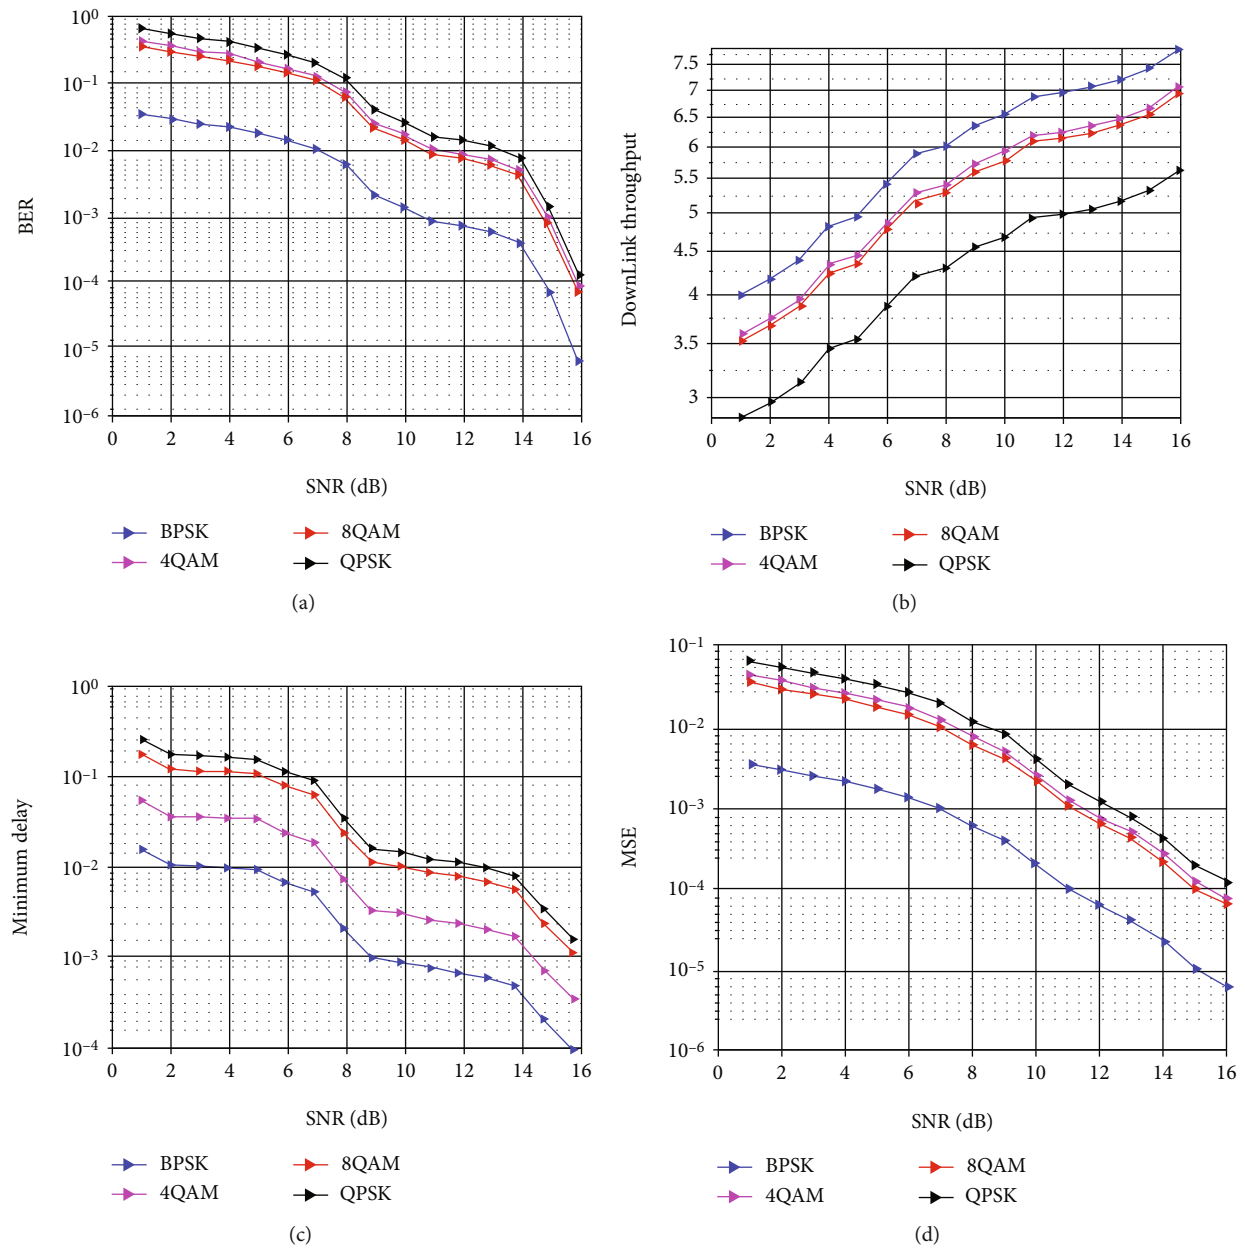 10⁰
10⁻¹
10⁻²
10⁻³
10⁻⁴
10⁻⁵
10⁻⁶
BER
0 2 4 6 8 10 12 14 16
SNR (dB)
BPSK 8QAM
4QAM QPSK
(a)
7.5
7
6.5
6
5.5
5
4.5
4
3.5
3
DownLink throughput
0 2 4 6 8 10 12 14 16
SNR (dB)
BPSK 8QAM
4QAM QPSK
(b)
10⁰
10⁻¹
10⁻²
10⁻³
10⁻⁴
Minimum delay
0 2 4 6 8 10 12 14 16
SNR (dB)
BPSK 8QAM
4QAM QPSK
(c)
10⁻¹
10⁻²
10⁻³
10⁻⁴
10⁻⁵
10⁻⁶
MSE
0 2 4 6 8 10 12 14 16
SNR (dB)
BPSK 8QAM
4QAM QPSK
(d)